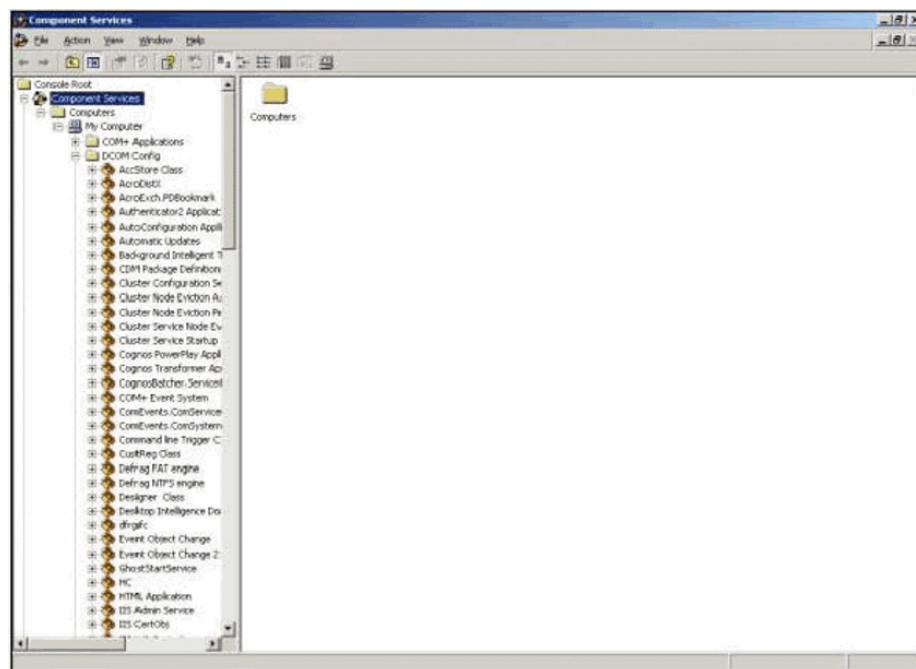 Component Services
File Action View Window Help
Console Root
Component Services
Computers
My Computer
COM+ Applications
DCOM Config
AccStore Class
AcroDistX
AcroExch.PDBookmark
Authenticator2 Applicat
AutoConfiguration Appli
Automatic Updates
Background Intelligent T
CDM Package Definition
Cluster Configuration Se
Cluster Node Eviction A
Cluster Node Eviction Pe
Cluster Service Node Ev
Cluster Service Startup
Cognos PowerPlay Appl
Cognos Transformer Ap
CognosBatcher.Service
COM+ Event System
ComEvents.ComService
ComEvents.ComSystem
Command line Trigger C
CustReg Class
Defrag FAT engine
Defrag NTFS engine
Designer Class
Desktop Intelligence Do
dfrgifc
Event Object Change
Event Object Change 2
GhostStartService
HC
HTML Application
IIS Admin Service
IIS CertObj
Computers